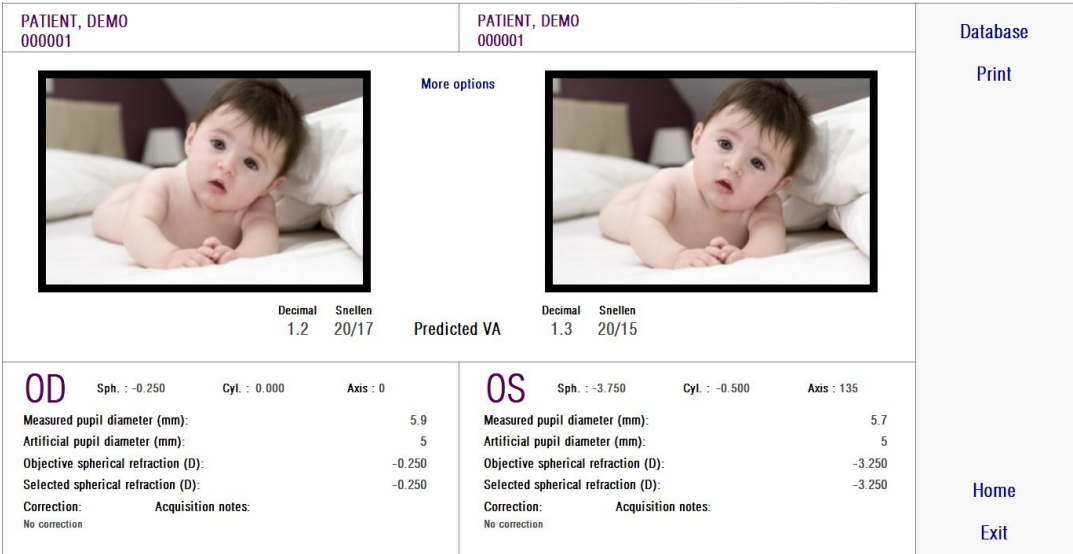 PATIENT, DEMO
000001
PATIENT, DEMO
000001
Database
Print
More options
Decimal Snellen
1.2 20/17
Predicted VA
Decimal Snellen
1.3 20/15
OD Sph. : -0.250 Cyl. : 0.000 Axis : 0
Measured pupil diameter (mm): 5.9
Artificial pupil diameter (mm): 5
Objective spherical refraction (D): -0.250
Selected spherical refraction (D): -0.250
Correction: Acquisition notes:
No correction
OS Sph. : -3.750 Cyl. : -0.500 Axis : 135
Measured pupil diameter (mm): 5.7
Artificial pupil diameter (mm): 5
Objective spherical refraction (D): -3.250
Selected spherical refraction (D): -3.250
Correction: Acquisition notes:
No correction
Home
Exit